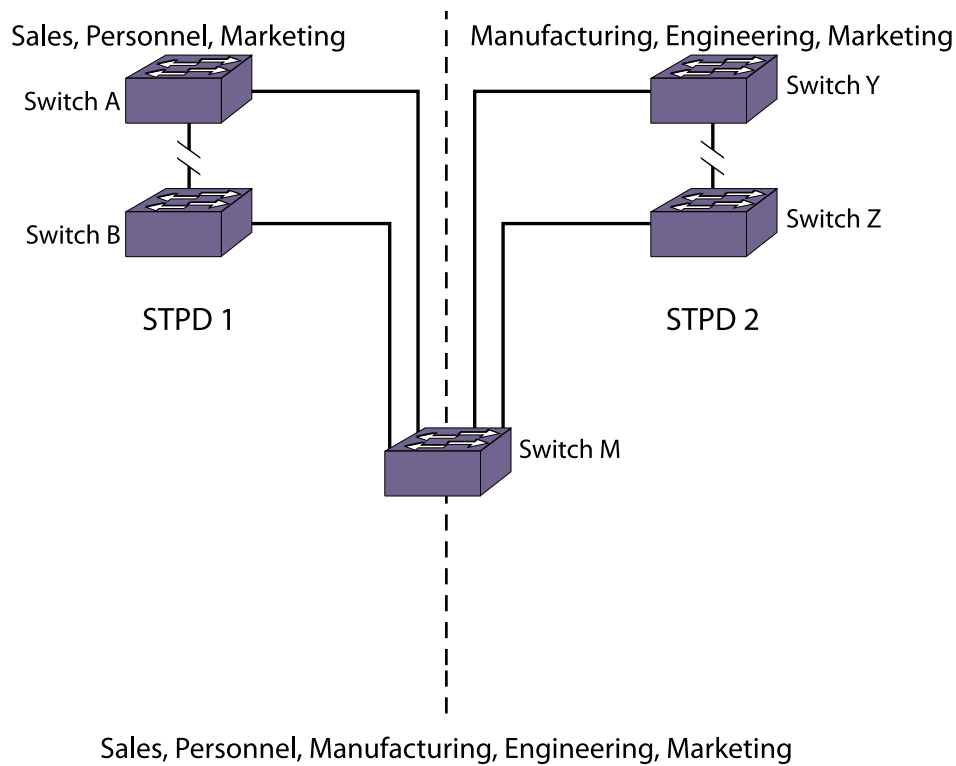 Sales, Personnel, Marketing
Manufacturing, Engineering, Marketing
Switch A
Switch Y
Switch B
Switch Z
STPD 1
STPD 2
Switch M
Sales, Personnel, Manufacturing, Engineering, Marketing